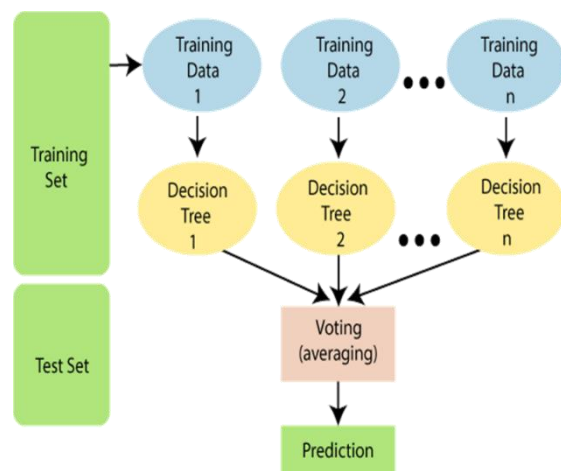 Training
Set
Test Set
Training
Data
1
Training
Data
2
Training
Data
n
Decision
Tree
1
Decision
Tree
2
Decision
Tree
n
Voting
(averaging)
Prediction